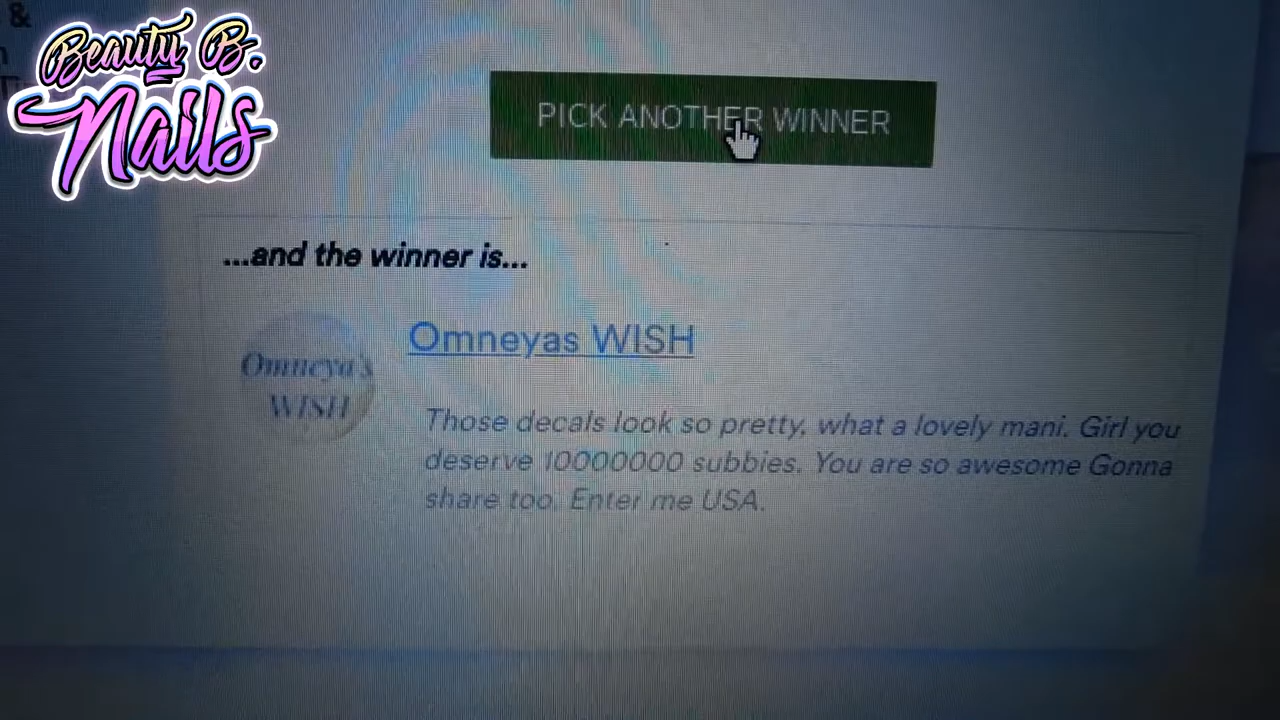 &
Beauty B.
Nails
PICK ANOTHER WINNER
...and the winner is...
Omneyas WISH
Omneya's
WISH
Those decals look so pretty, what a lovely mani. Girl you
deserve 10000000 subbies. You are so awesome Gonna
share too. Enter me USA.